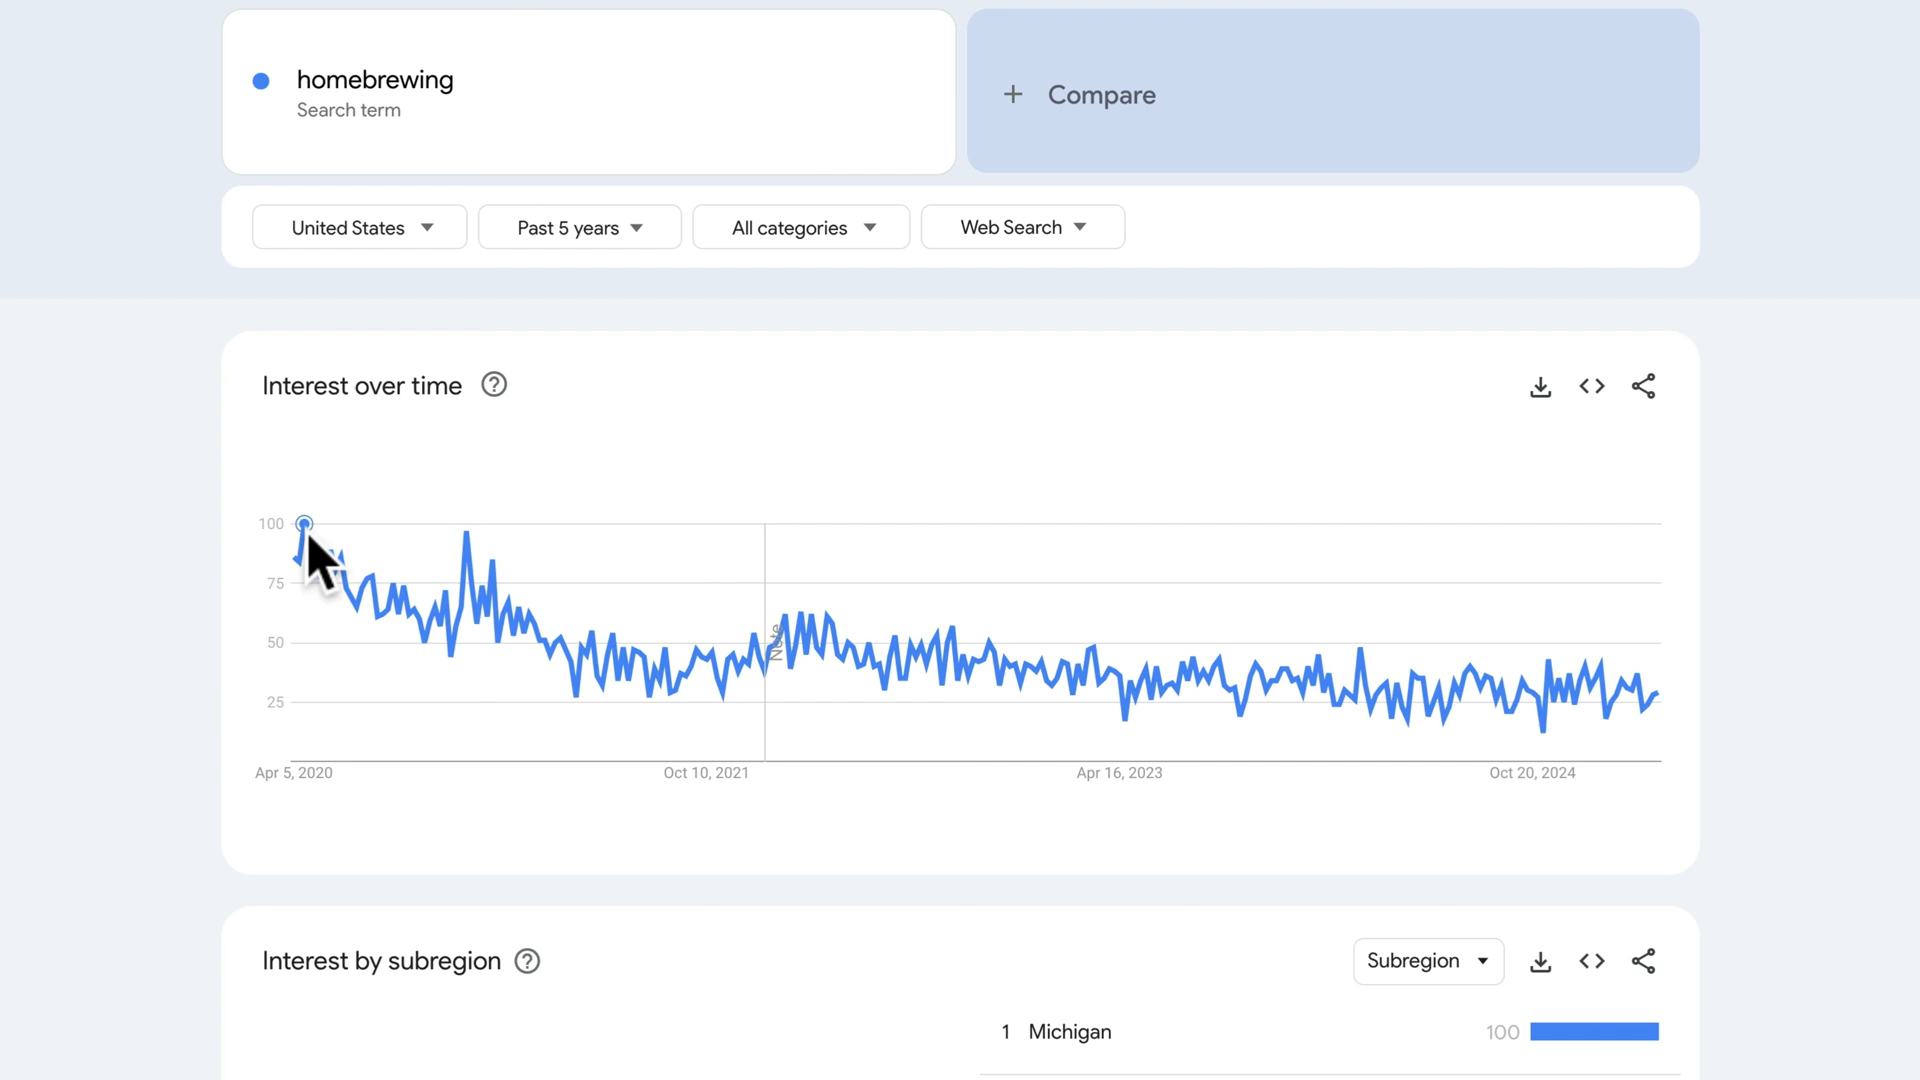 homebrewing
Search term
+ Compare
United States
Past 5 years
All categories
Web Search
Interest over time
100
75
50
25
Note
Apr 5, 2020
Oct 10, 2021
Apr 16, 2023
Oct 20, 2024
Interest by subregion
Subregion
1 Michigan 100